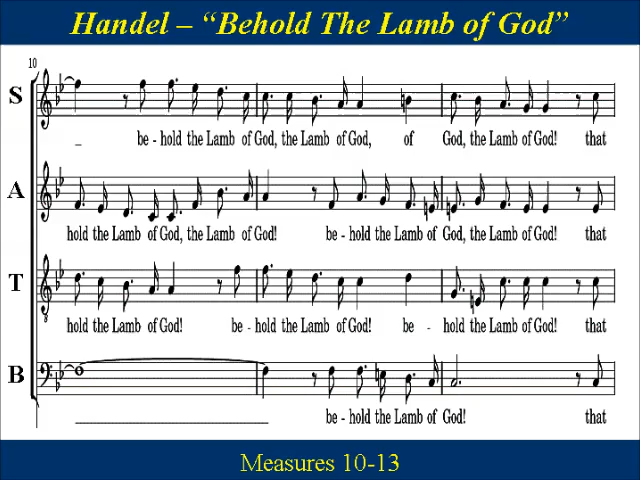 Handel – “Behold The Lamb of God”
10
S
_ be - hold the Lamb of God, the Lamb of God, of God, the Lamb of God! that
A
hold the Lamb of God, the Lamb of God! be - hold the Lamb of God, the Lamb of God! that
T
hold the Lamb of God! be - hold the Lamb of God! be - hold the Lamb of God! that
B
be - hold the Lamb of God! that
Measures 10-13